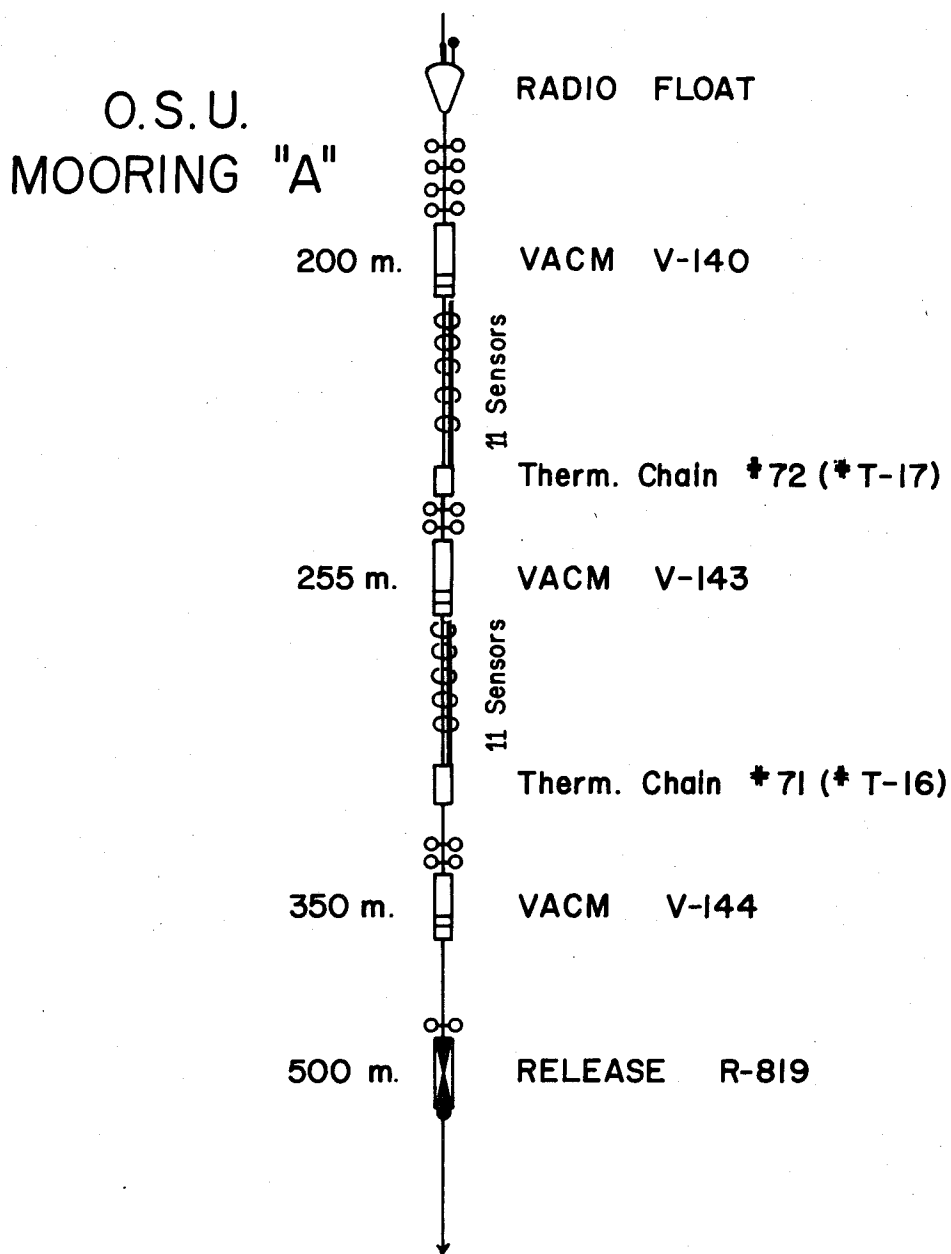 O.S.U.
MOORING "A"
RADIO FLOAT
200 m. VACM V-140
11 Sensors
Therm. Chain #72 (#T-17)
255 m. VACM V-143
11 Sensors
Therm. Chain #71 (# T-16)
350 m. VACM V-144
500 m. RELEASE R-819